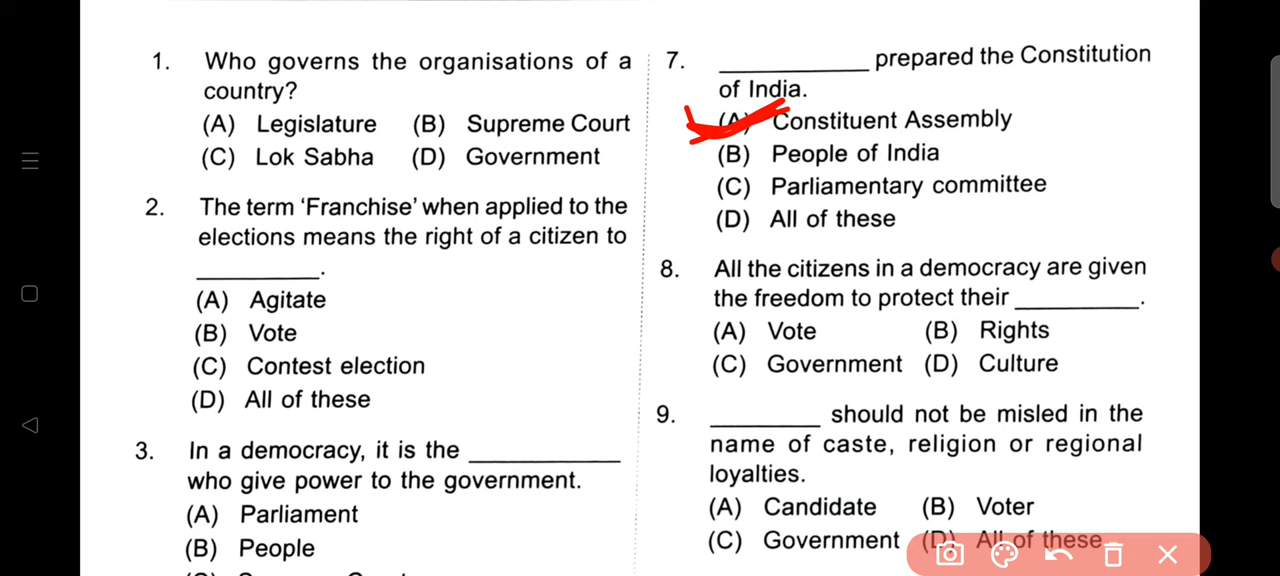 1. Who governs the organisations of a
country?
(A) Legislature (B) Supreme Court
(C) Lok Sabha (D) Government
2. The term ‘Franchise’ when applied to the
elections means the right of a citizen to
__________.
(A) Agitate
(B) Vote
(C) Contest election
(D) All of these
3. In a democracy, it is the __________
who give power to the government.
(A) Parliament
(B) People
7. __________ prepared the Constitution
of India.
(A) Constituent Assembly
(B) People of India
(C) Parliamentary committee
(D) All of these
8. All the citizens in a democracy are given
the freedom to protect their __________.
(A) Vote (B) Rights
(C) Government (D) Culture
9. __________ should not be misled in the
name of caste, religion or regional
loyalties.
(A) Candidate (B) Voter
(C) Government (D) All of these